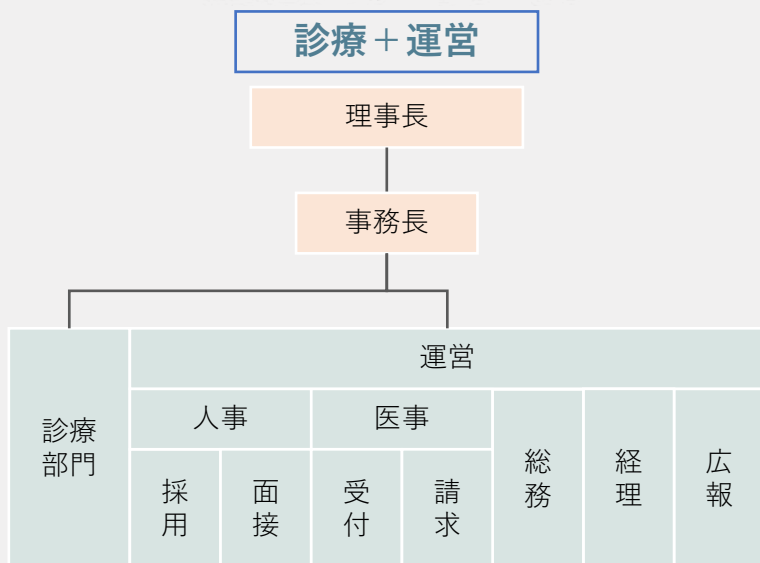 診療＋運営
理事長
事務長
診療
部門
運営
人事
医事
採用
面接
受付
請求
総務
経理
広報